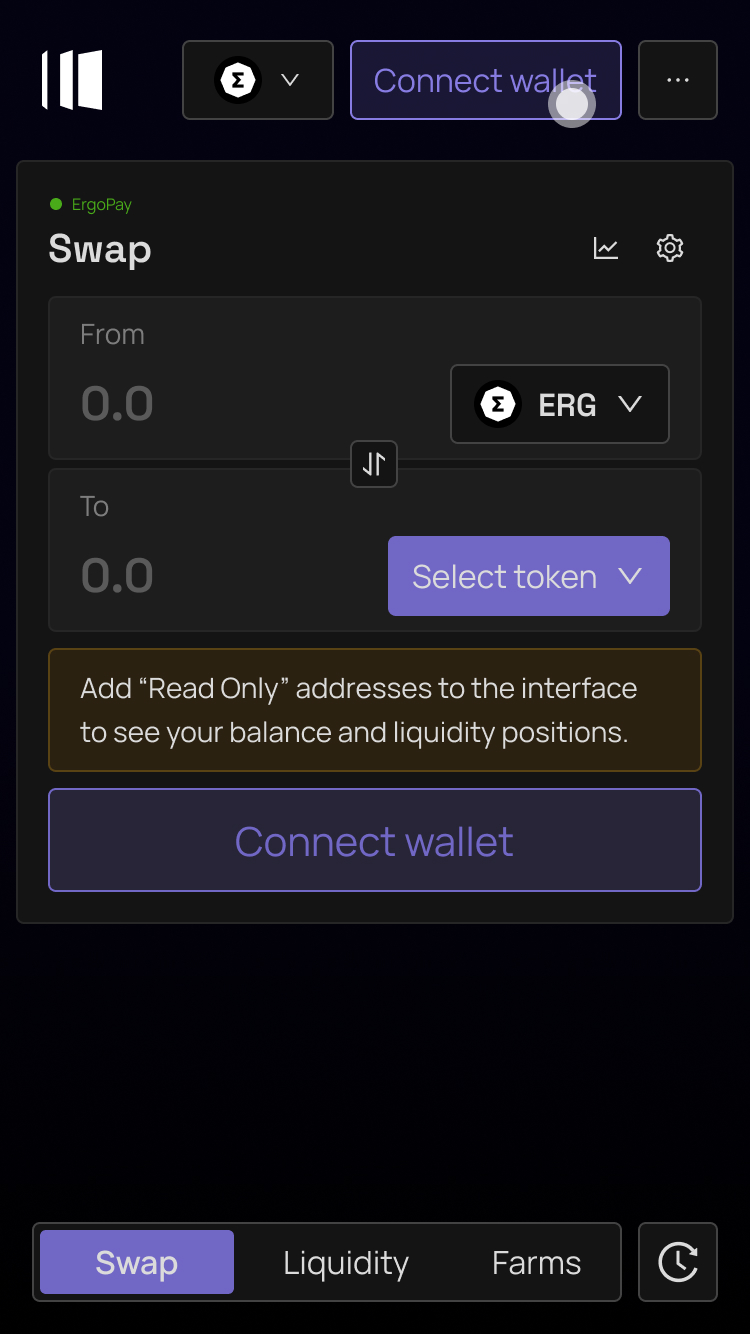 Connect wallet
ErgoPay
Swap
From
0.0
ERG
To
0.0
Select token
Add “Read Only” addresses to the interface
to see your balance and liquidity positions.
Connect wallet
Swap
Liquidity
Farms